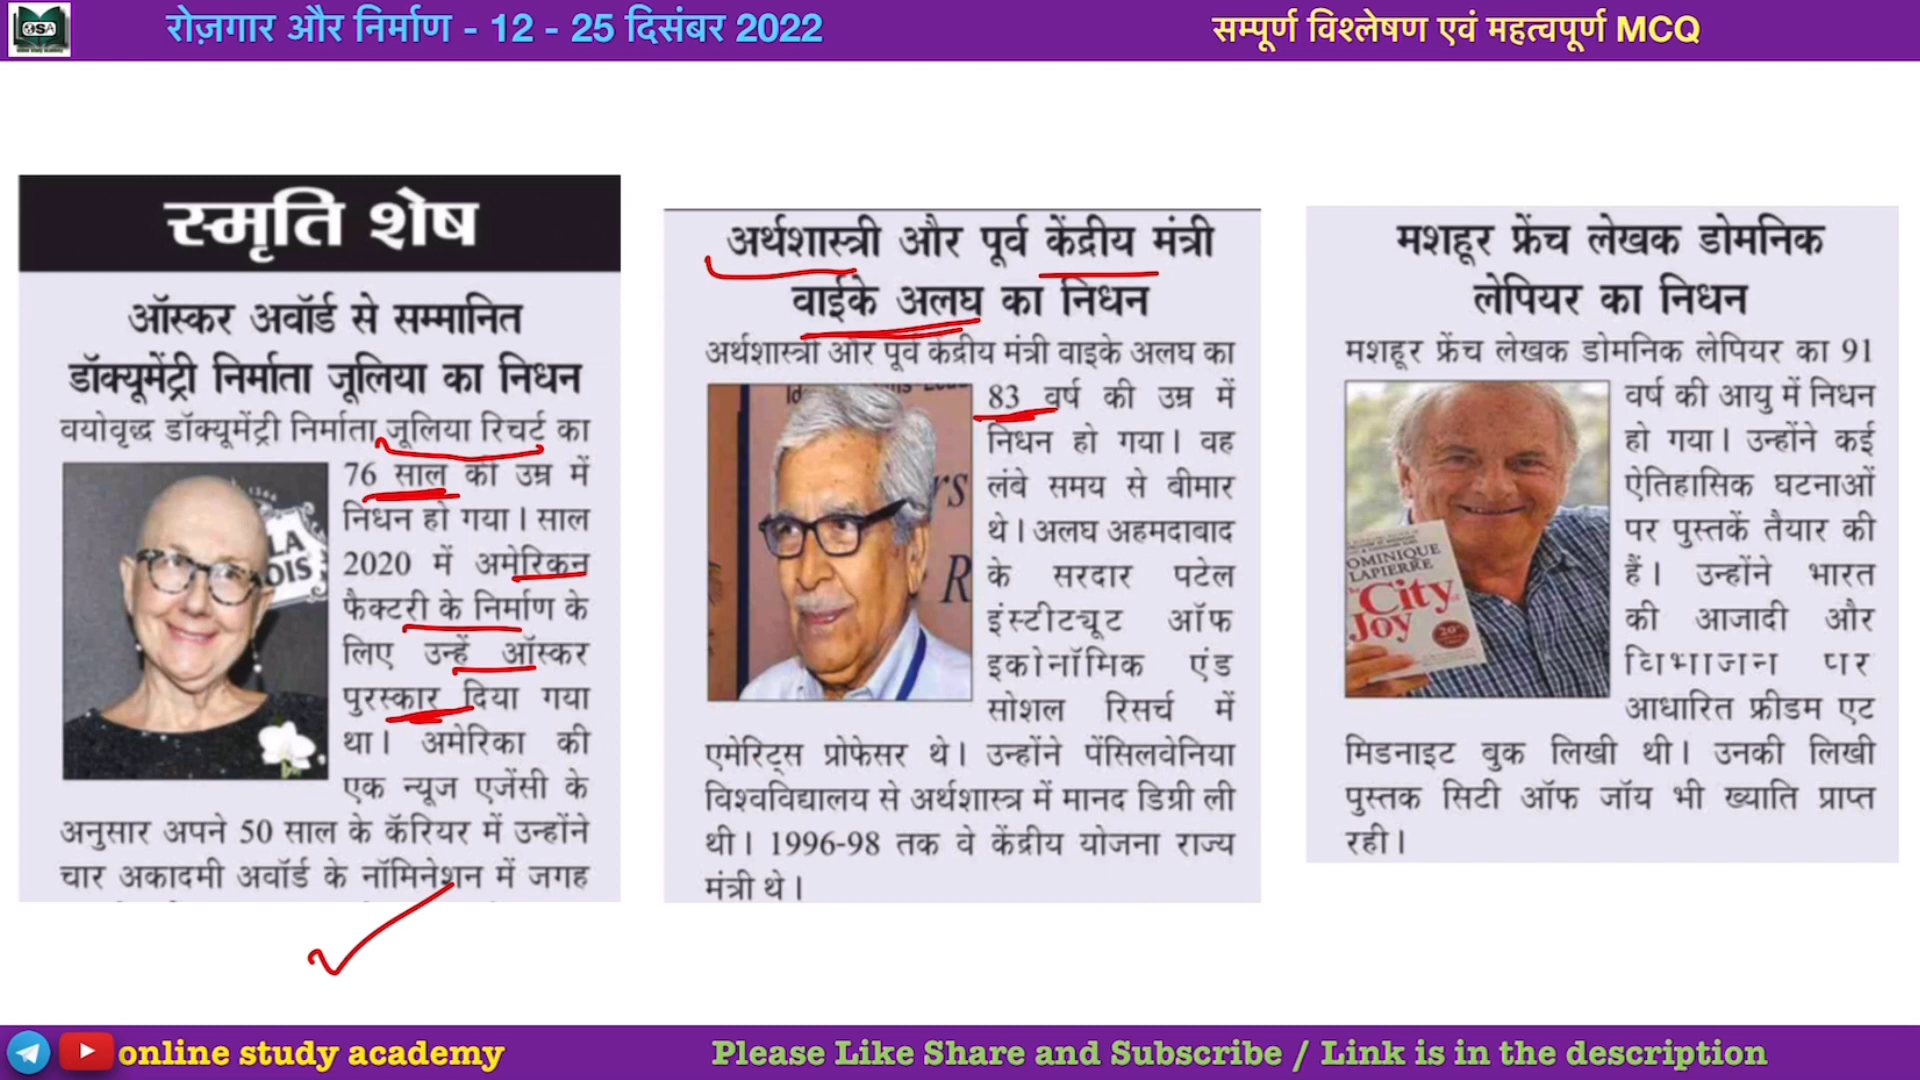 OSA
रोज़गार और निर्माण - 12 - 25 दिसंबर 2022
सम्पूर्ण विश्लेषण एवं महत्वपूर्ण MCQ
स्मृति शेष
ऑस्कर अवॉर्ड से सम्मानित
डॉक्यूमेंट्री निर्माता जूलिया का निधन
वयोवृद्ध डॉक्यूमेंट्री निर्माता जूलिया रिचर्ट का
76 साल की उम्र में
निधन हो गया। साल
2020 में अमेरिकन
फैक्टरी के निर्माण के
लिए उन्हें ऑस्कर
पुरस्कार दिया गया
था। अमेरिका की
एक न्यूज एजेंसी के
अनुसार अपने 50 साल के कॅरियर में उन्होंने
चार अकादमी अवॉर्ड के नॉमिनेशन में जगह
अर्थशास्त्री और पूर्व केंद्रीय मंत्री
वाईके अलघ का निधन
अर्थशास्त्री और पूर्व केंद्रीय मंत्री वाइके अलघ का
83 वर्ष की उम्र में
निधन हो गया। वह
लंबे समय से बीमार
थे। अलघ अहमदाबाद
के सरदार पटेल
इंस्टीट्यूट ऑफ
इकोनॉमिक एंड
सोशल रिसर्च में
एमेरिट्स प्रोफेसर थे। उन्होंने पेंसिलवेनिया
विश्वविद्यालय से अर्थशास्त्र में मानद डिग्री ली
थी। 1996-98 तक वे केंद्रीय योजना राज्य
मंत्री थे।
मशहूर फ्रेंच लेखक डोमनिक
लेपियर का निधन
मशहूर फ्रेंच लेखक डोमनिक लेपियर का 91
वर्ष की आयु में निधन
हो गया। उन्होंने कई
ऐतिहासिक घटनाओं
पर पुस्तकें तैयार की
हैं। उन्होंने भारत
की आजादी और
विभाजन पर
आधारित फ्रीडम एट
मिडनाइट बुक लिखी थी। उनकी लिखी
पुस्तक सिटी ऑफ जॉय भी ख्याति प्राप्त
रही।
DOMINIQUE
LAPIERRE
City of
Joy
online study academy
Please Like Share and Subscribe / Link is in the description